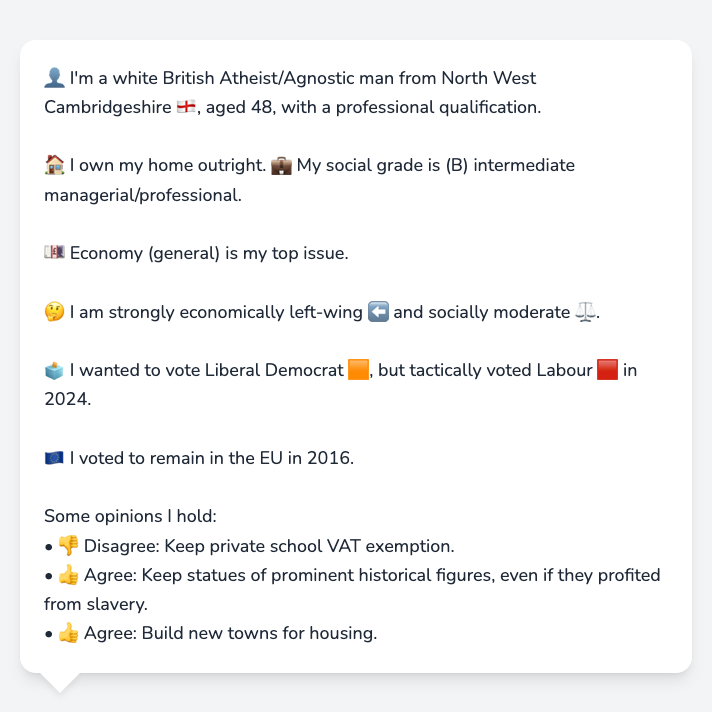 👤 I'm a white British Atheist/Agnostic man from North West
Cambridgeshire 🏴󠁧󠁢󠁥󠁮󠁧󠁿, aged 48, with a professional qualification.
🏠 I own my home outright. 💼 My social grade is (B) intermediate
managerial/professional.
💷 Economy (general) is my top issue.
🤔 I am strongly economically left-wing ⬅️ and socially moderate ⚖️.
🗳️ I wanted to vote Liberal Democrat 🟧, but tactically voted Labour 🟥 in
2024.
🇪🇺 I voted to remain in the EU in 2016.
Some opinions I hold:
• 👎 Disagree: Keep private school VAT exemption.
• 👍 Agree: Keep statues of prominent historical figures, even if they profited
from slavery.
• 👍 Agree: Build new towns for housing.